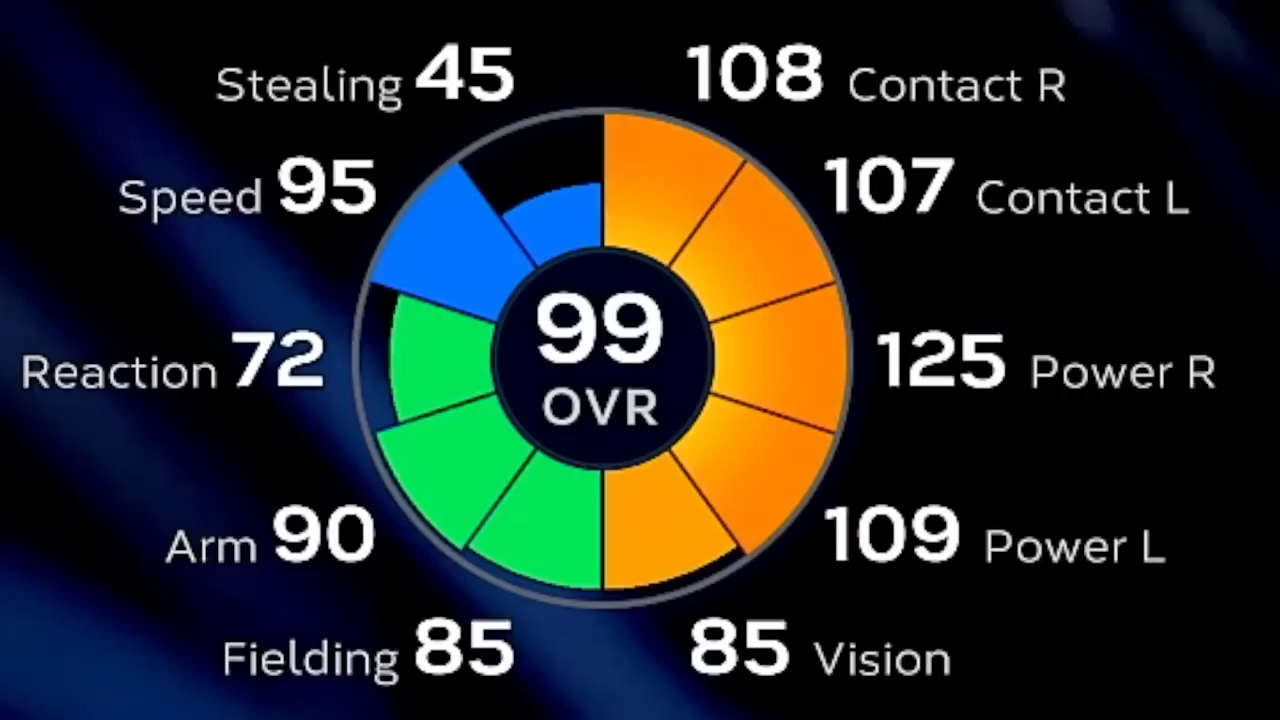 Stealing 45
108 Contact R
Speed 95
107 Contact L
99
OVR
Reaction 72
125 Power R
Arm 90
109 Power L
Fielding 85
85 Vision